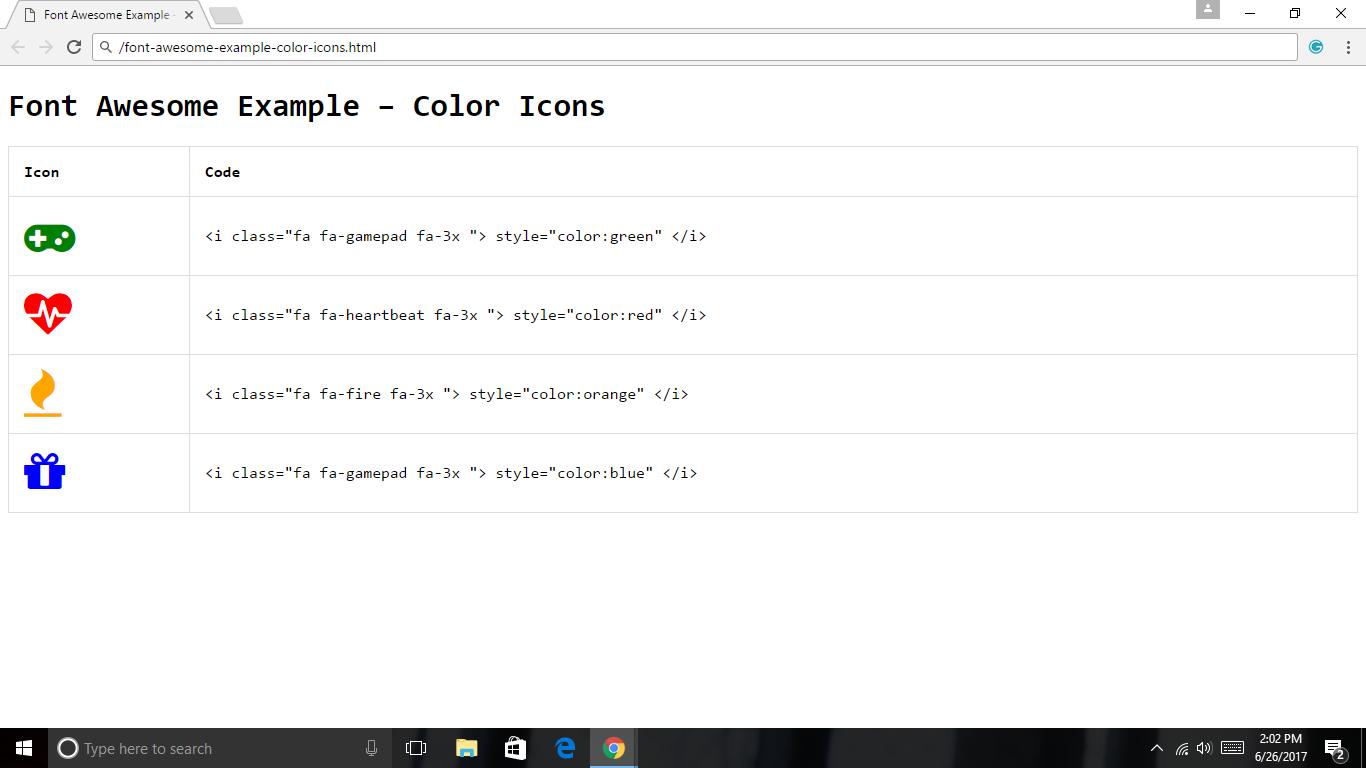 Font Awesome Example -
/font-awesome-example-color-icons.html
Font Awesome Example – Color Icons
Icon Code
<i class="fa fa-gamepad fa-3x "> style="color:green" </i>
<i class="fa fa-heartbeat fa-3x "> style="color:red" </i>
<i class="fa fa-fire fa-3x "> style="color:orange" </i>
<i class="fa fa-gamepad fa-3x "> style="color:blue" </i>
Type here to search
2:02 PM
6/26/2017
2